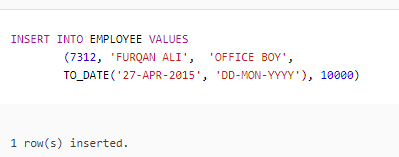 INSERT INTO EMPLOYEE VALUES
(7312, 'FURQAN ALI', 'OFFICE BOY',
TO_DATE('27-APR-2015', 'DD-MON-YYYY'), 10000)
1 row(s) inserted.